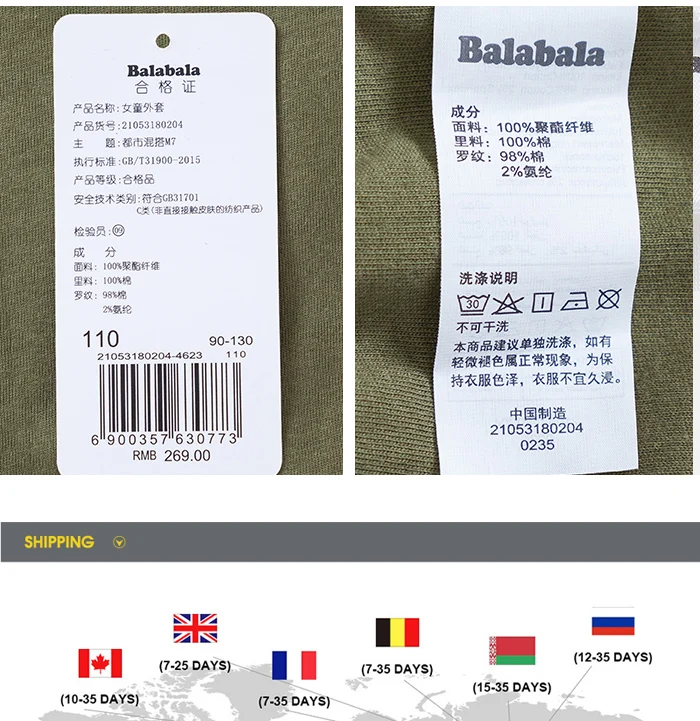 Balabala
合格证
产品名称:女童外套
产品货号:21053180204
主 题:都市混搭M7
执行标准:GB/T31900-2015
产品等级:合格品
安全技术类别:符合GB31701
C类(非直接接触皮肤的纺织产品)
检验员:09
成 分
面料: 100%聚酯纤维
里料: 100%棉
罗纹: 98%棉
2%氨纶
110 90-130
21053180204-4623 110
6 900357 630773
RMB 269.00
Balabala
成分
面料: 100%聚酯纤维
里料: 100%棉
罗纹: 98%棉
2%氨纶
洗涤说明
30
不可干洗
本商品建议单独洗涤,如有
轻微褪色属正常现象,为保
持衣服色泽,衣服不宜久浸。
中国制造
21053180204
0235
SHIPPING
(7-25 DAYS)
(7-35 DAYS)
(12-35 DAYS)
(10-35 DAYS)
(7-35 DAYS)
(15-35 DAYS)